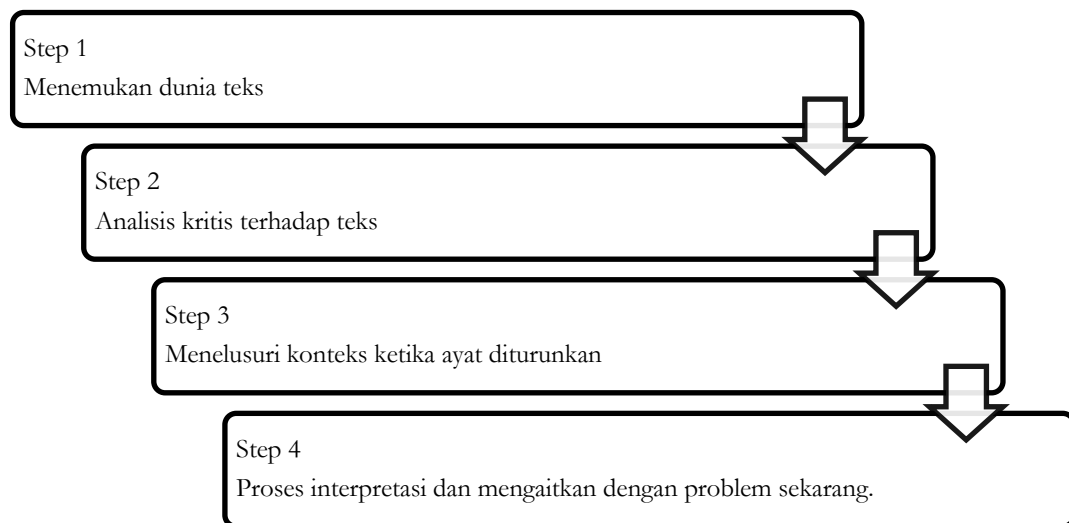 Step 1
Menemukan dunia teks
Step 2
Analisis kritis terhadap teks
Step 3
Menelusuri konteks ketika ayat diturunkan
Step 4
Proses interpretasi dan mengaitkan dengan problem sekarang.